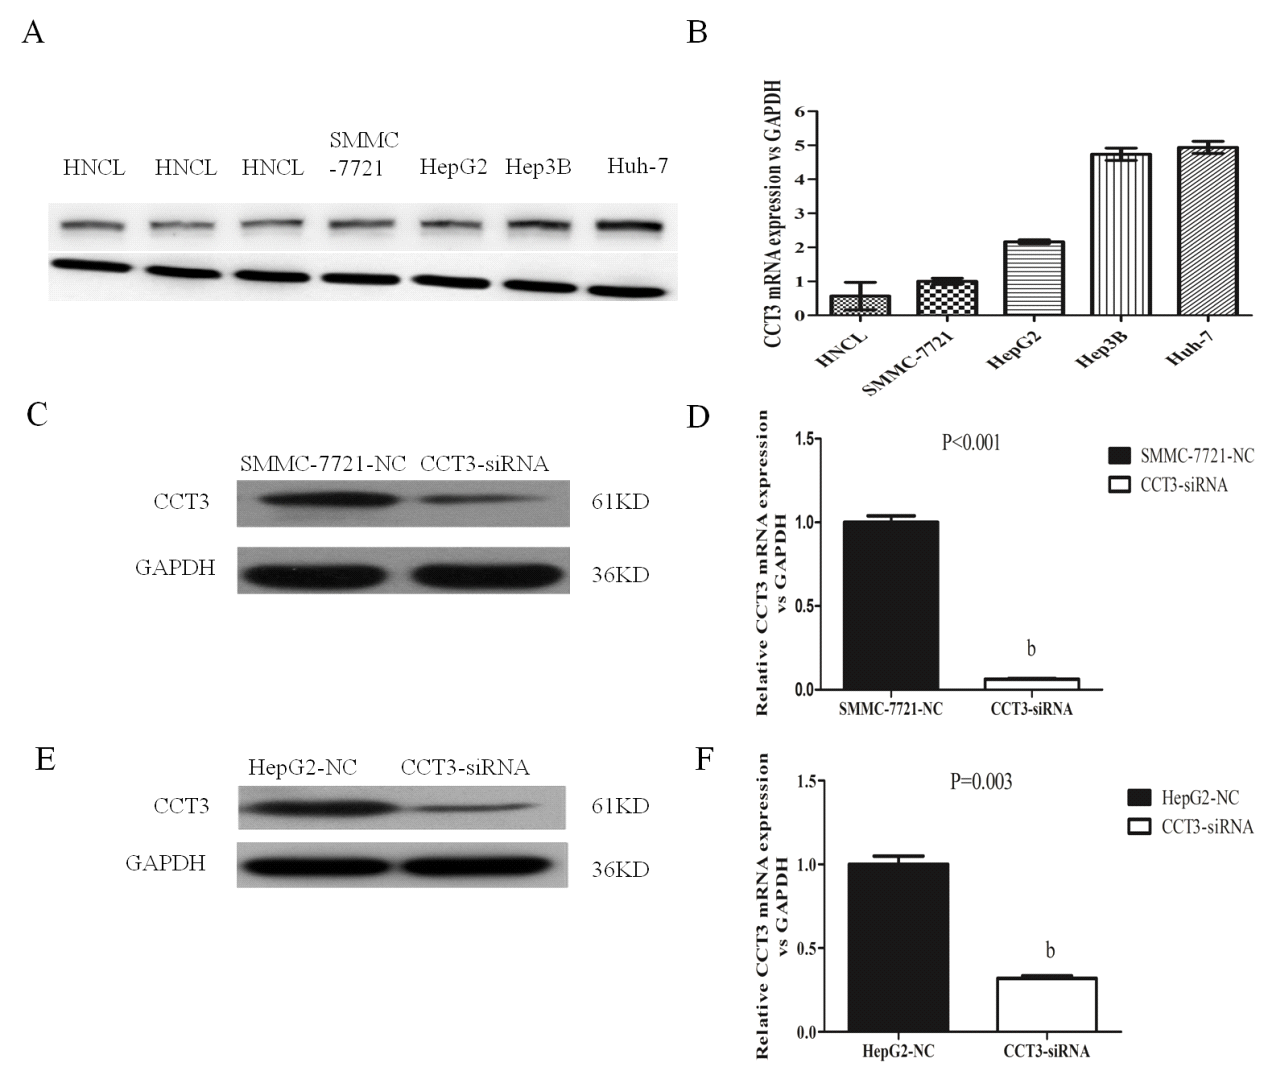 A
HNCL HNCL HNCL SMMC
-7721 HepG2 Hep3B Huh-7
B
CCT3 mRNA expression vs GAPDH
6
5
4
3
2
1
0
HNCL SMMC-7721 HepG2 Hep3B Huh-7
C
SMMC-7721-NC CCT3-siRNA
CCT3 61KD
GAPDH 36KD
D
Relative CCT3 mRNA expression
vs GAPDH
P<0.001
1.5
1.0
0.5
0.0
b
SMMC-7721-NC CCT3-siRNA
SMMC-7721-NC
CCT3-siRNA
E
HepG2-NC CCT3-siRNA
CCT3 61KD
GAPDH 36KD
F
Relative CCT3 mRNA expression
vs GAPDH
P=0.003
1.5
1.0
0.5
0.0
b
HepG2-NC CCT3-siRNA
HepG2-NC
CCT3-siRNA